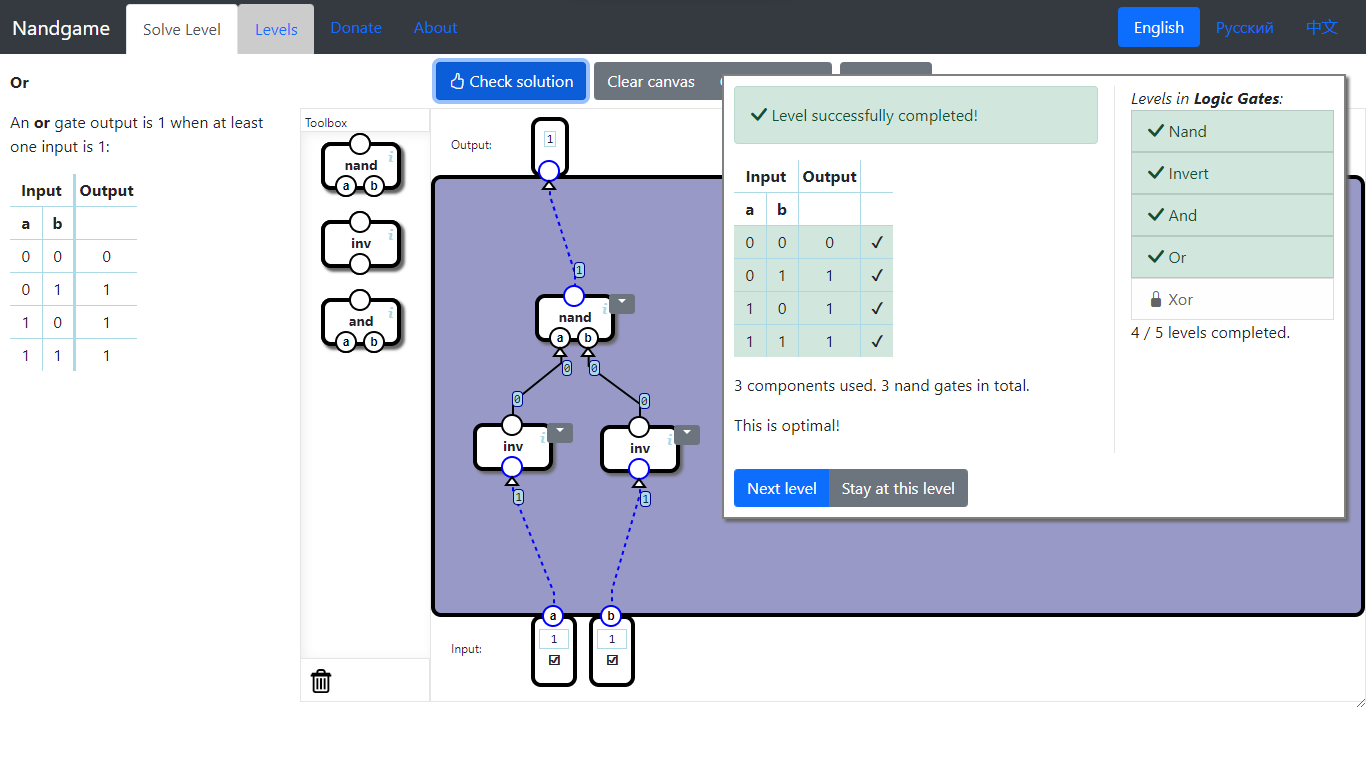 Nandgame
Solve Level
Levels
Donate
About
English
Русский
中文
Or
An or gate output is 1 when at least
one input is 1:
Input Output
a b
0 0 0
0 1 1
1 0 1
1 1 1
Check solution
Clear canvas
Toolbox
nand
a b
inv
and
a b
Output:
1
1
nand
a b
0 0
0 0
inv inv
1 1
a b
Input:
1 1
Level successfully completed!
Input Output
a b
0 0 0 ✓
0 1 1 ✓
1 0 1 ✓
1 1 1 ✓
3 components used. 3 nand gates in total.
This is optimal!
Next level
Stay at this level
Levels in Logic Gates:
Nand
Invert
And
Or
Xor
4 / 5 levels completed.